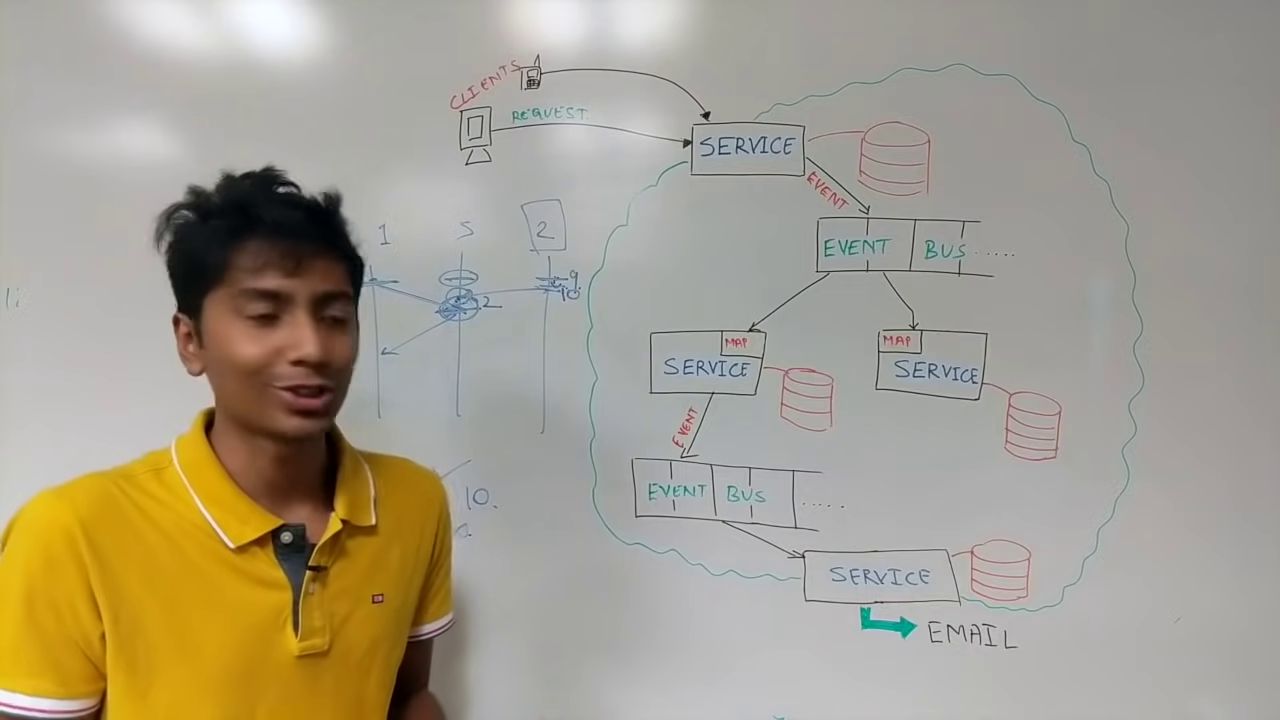 CLIENTS
REQUEST
SERVICE
EVENT
EVENT BUS .....
1 S 2
9
10
2
MAP
SERVICE
MAP
SERVICE
EVENT
EVENT BUS .....
10.
SERVICE
EMAIL